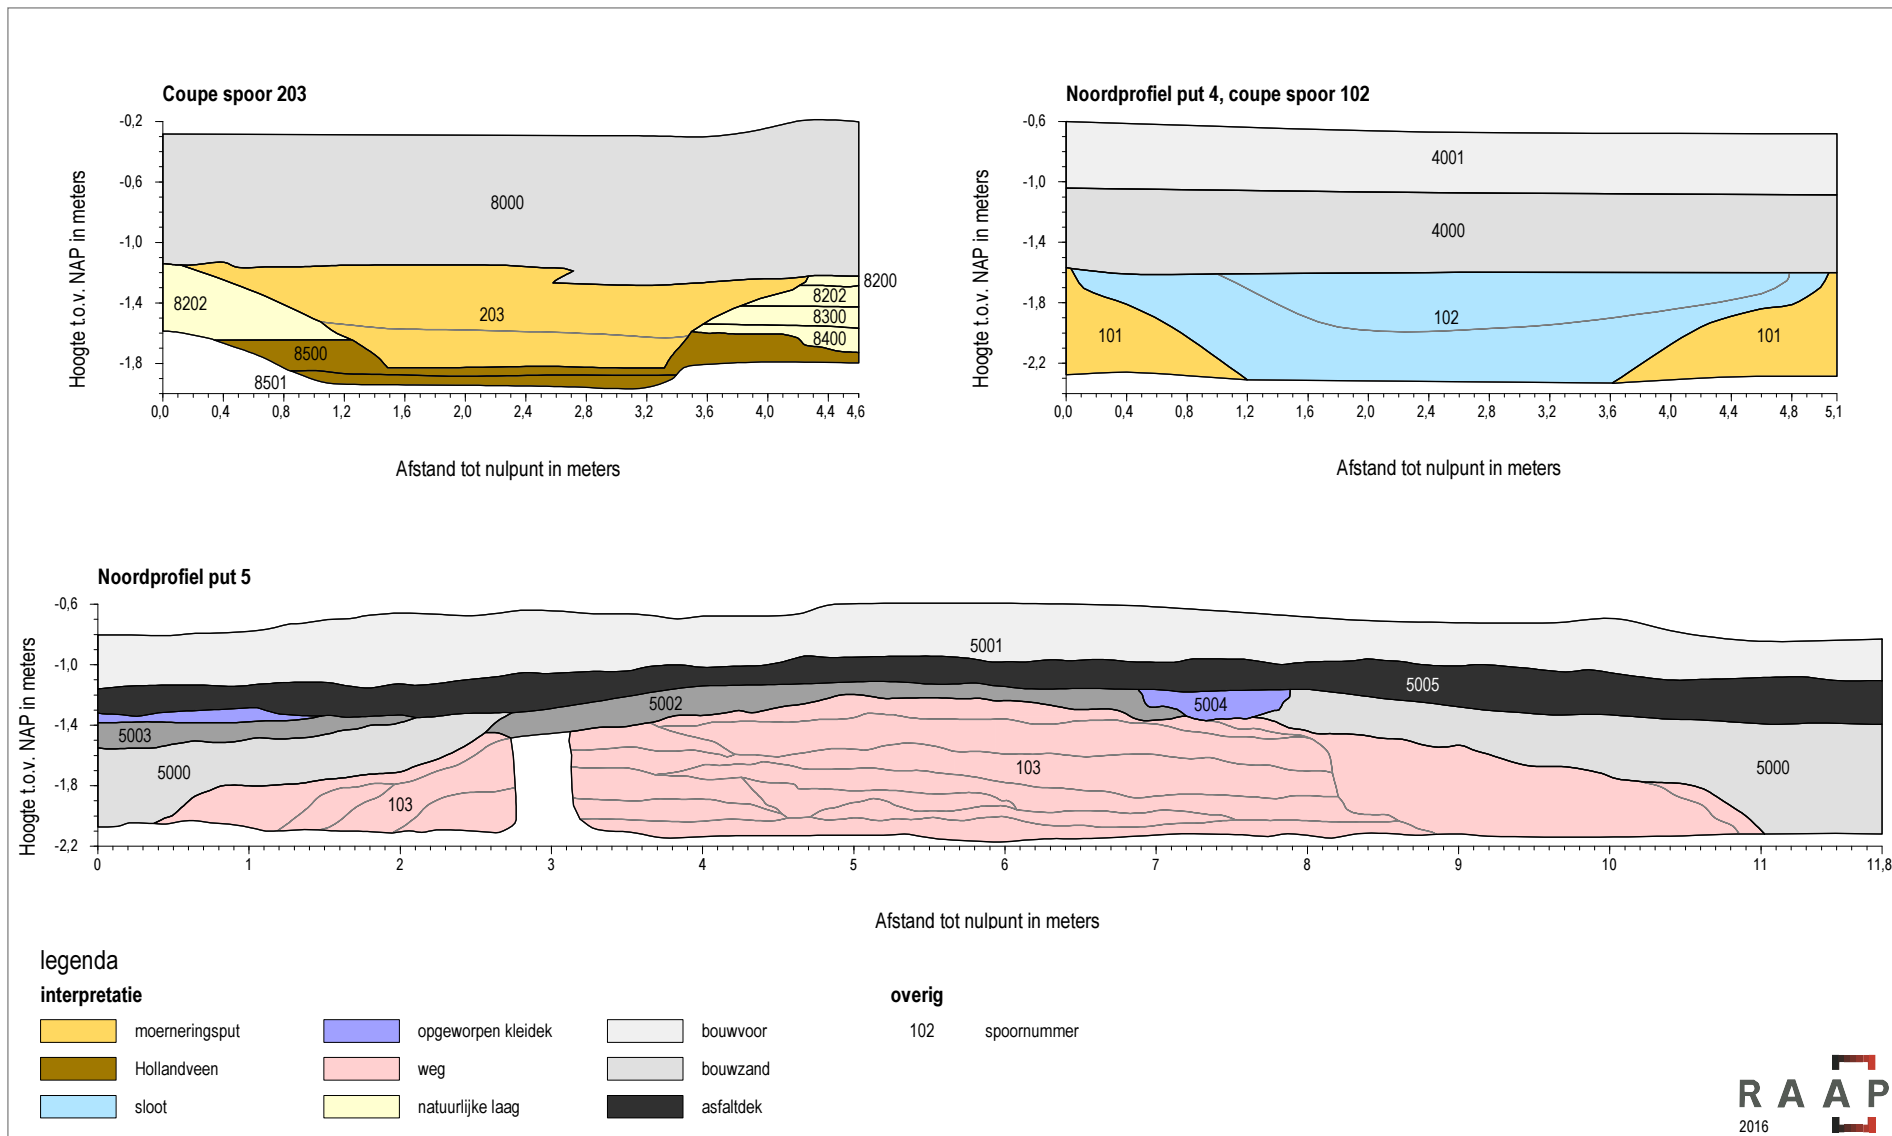 Coupe spoor 203
Hoogte t.o.v. NAP in meters
-0,2
-0,6
-1,0
-1,4
-1,8
8000
8202
203
8200
8202
8300
8400
8500
8501
0,0 0,4 0,8 1,2 1,6 2,0 2,4 2,8 3,2 3,6 4,0 4,4 4,6
Afstand tot nulpunt in meters
Noordprofiel put 4, coupe spoor 102
Hoogte t.o.v. NAP in meters
-0,6
-1,0
-1,4
-1,8
-2,2
4001
4000
102
101
101
0,0 0,4 0,8 1,2 1,6 2,0 2,4 2,8 3,2 3,6 4,0 4,4 4,8 5,1
Afstand tot nulpunt in meters
Noordprofiel put 5
Hoogte t.o.v. NAP in meters
-0,6
-1,0
-1,4
-1,8
-2,2
5001
5005
5002
5004
5003
5000
103
103
5000
0 1 2 3 4 5 6 7 8 9 10 11 11,8
Afstand tot nulpunt in meters
legenda
interpretatie
moerneringsput
Hollandveen
sloot
opgeworpen kleidek
weg
natuurlijke laag
bouwvoor
bouwzand
asfaltdek
overig
102 spoornummer
RAAP
2016